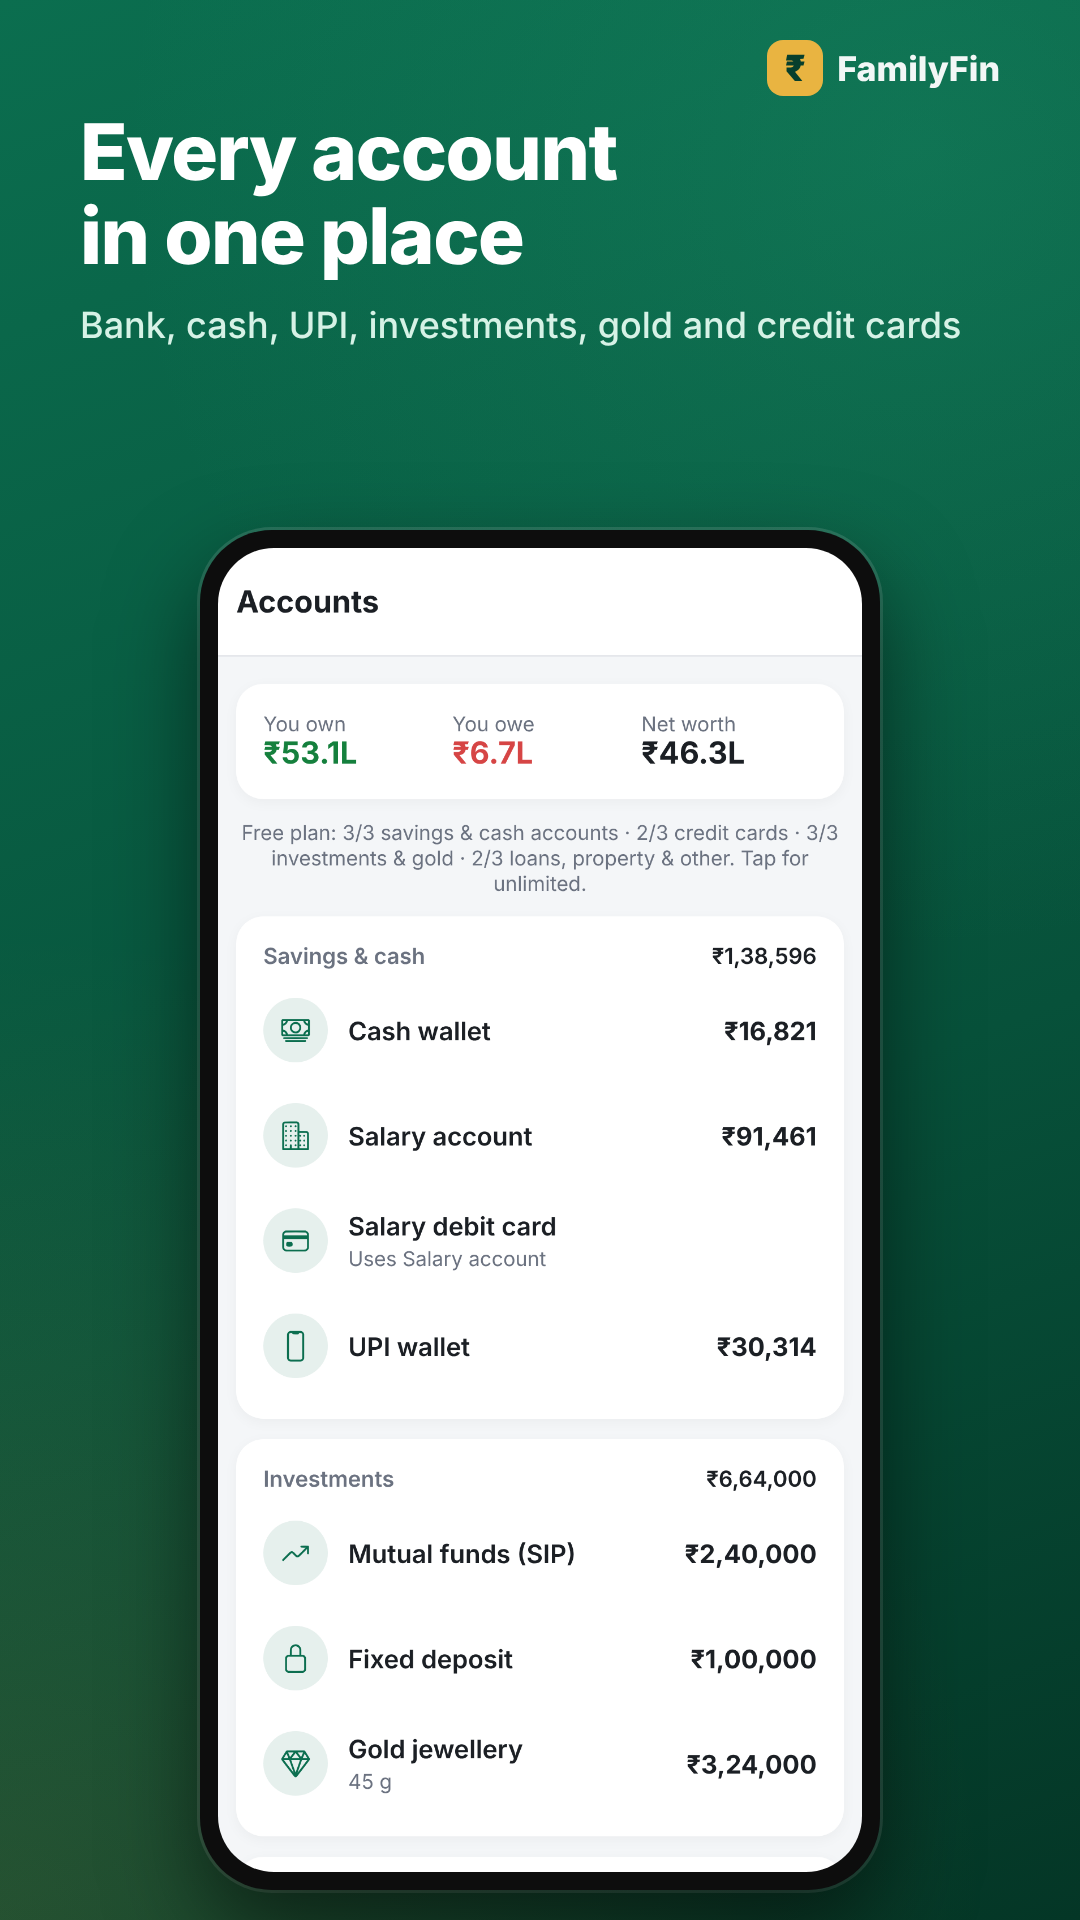 ₹ FamilyFin
Every account
in one place
Bank, cash, UPI, investments, gold and credit cards
Accounts
You own You owe Net worth
₹53.1L ₹6.7L ₹46.3L
Free plan: 3/3 savings & cash accounts · 2/3 credit cards · 3/3
investments & gold · 2/3 loans, property & other. Tap for
unlimited.
Savings & cash ₹1,38,596
Cash wallet ₹16,821
Salary account ₹91,461
Salary debit card
Uses Salary account
UPI wallet ₹30,314
Investments ₹6,64,000
Mutual funds (SIP) ₹2,40,000
Fixed deposit ₹1,00,000
Gold jewellery ₹3,24,000
45 g